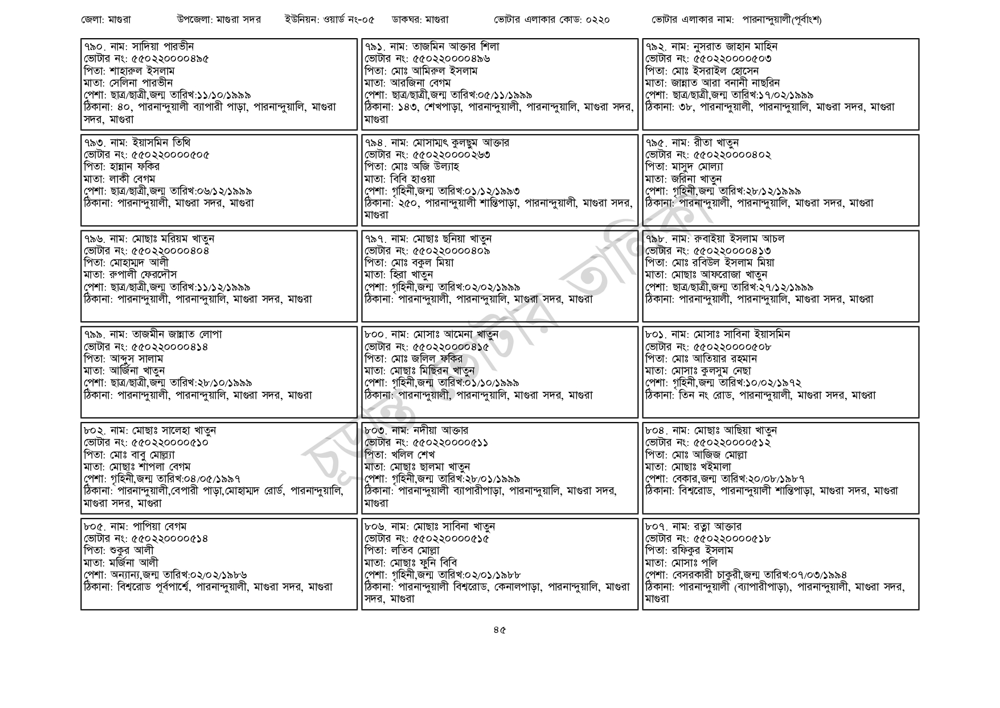 জেলা: মাগুরা উপজেলা: মাগুরা সদর ইউনিয়ন: ওয়ার্ড নং-০৫ ডাকঘর: মাগুরা ভোটার এলাকার কোড: ০২২০ ভোটার এলাকার নাম: পারনান্দুয়ালী(পূর্বাংশ)
৭৯০. নাম: সাদিয়া পারভীন
ভোটার নং: ৫৫০২২০০০০৪৯৫
পিতা: শাহারুল ইসলাম
মাতা: সেলিনা পারভীন
পেশা: ছাত্র/ছাত্রী,জন্ম তারিখ:১১/১০/১৯৯৯
ঠিকানা: ৪০, পারনান্দুয়ালী ব্যাপারী পাড়া, পারনান্দুয়ালি, মাগুরা
সদর, মাগুরা
৭৯১. নাম: তাজমিন আক্তার শিলা
ভোটার নং: ৫৫০২২০০০০৪৯৬
পিতা: মোঃ আমিরুল ইসলাম
মাতা: আরজিনা বেগম
পেশা: ছাত্র/ছাত্রী,জন্ম তারিখ:০৫/১১/১৯৯৯
ঠিকানা: ১৪৩, শেখপাড়া, পারনান্দুয়ালী, পারনান্দুয়ালি, মাগুরা সদর,
মাগুরা
৭৯২. নাম: নুসরাত জাহান মাহিন
ভোটার নং: ৫৫০২২০০০০৫০৩
পিতা: মোঃ ইসরাইল হোসেন
মাতা: জান্নাত আরা বনানী নাছরিন
পেশা: ছাত্র/ছাত্রী,জন্ম তারিখ:১৭/০২/১৯৯৯
ঠিকানা: ৩৮, পারনান্দুয়ালী, পারনান্দুয়ালি, মাগুরা সদর, মাগুরা
৭৯৩. নাম: ইয়াসমিন তিথি
ভোটার নং: ৫৫০২২০০০০৫০৫
পিতা: হান্নান ফকির
মাতা: লাকী বেগম
পেশা: ছাত্র/ছাত্রী,জন্ম তারিখ:০৬/১২/১৯৯৯
ঠিকানা: পারনান্দুয়ালী, মাগুরা সদর, মাগুরা
৭৯৪. নাম: মোসাম্মৎ কুলছুম আক্তার
ভোটার নং: ৫৫০২২০০০০২৬৩
পিতা: মোঃ অজি উল্যাহ
মাতা: বিবি হাওয়া
পেশা: গৃহিনী,জন্ম তারিখ:০১/১২/১৯৯৩
ঠিকানা: ২৫০, পারনান্দুয়ালী শান্তিপাড়া, পারনান্দুয়ালী, মাগুরা সদর,
মাগুরা
৭৯৫. নাম: রীতা খাতুন
ভোটার নং: ৫৫০২২০০০০৪০২
পিতা: মাসুদ মোল্যা
মাতা: জরিনা খাতুন
পেশা: গৃহিনী,জন্ম তারিখ:২৮/১২/১৯৯৯
ঠিকানা: পারনান্দুয়ালী, পারনান্দুয়ালি, মাগুরা সদর, মাগুরা
৭৯৬. নাম: মোছাঃ মরিয়ম খাতুন
ভোটার নং: ৫৫০২২০০০০৪০৪
পিতা: মোহাম্মদ আলী
মাতা: রুপালী ফেরদৌস
পেশা: ছাত্র/ছাত্রী,জন্ম তারিখ:১১/১২/১৯৯৯
ঠিকানা: পারনান্দুয়ালী, পারনান্দুয়ালি, মাগুরা সদর, মাগুরা
৭৯৭. নাম: মোছাঃ ছনিয়া খাতুন
ভোটার নং: ৫৫০২২০০০০৪০৯
পিতা: মোঃ বকুল মিয়া
মাতা: হিরা খাতুন
পেশা: গৃহিনী,জন্ম তারিখ:০২/০২/১৯৯৯
ঠিকানা: পারনান্দুয়ালী, পারনান্দুয়ালি, মাগুরা সদর, মাগুরা
৭৯৮. নাম: রুবাইয়া ইসলাম আচল
ভোটার নং: ৫৫০২২০০০০৪১৩
পিতা: মোঃ রবিউল ইসলাম মিয়া
মাতা: মোছাঃ আফরোজা খাতুন
পেশা: ছাত্র/ছাত্রী,জন্ম তারিখ:২৭/১২/১৯৯৯
ঠিকানা: পারনান্দুয়ালী, পারনান্দুয়ালি, মাগুরা সদর, মাগুরা
৭৯৯. নাম: তাজমীন জান্নাত লোপা
ভোটার নং: ৫৫০২২০০০০৪১৪
পিতা: আব্দুস সালাম
মাতা: আর্জিনা খাতুন
পেশা: ছাত্র/ছাত্রী,জন্ম তারিখ:২৮/১০/১৯৯৯
ঠিকানা: পারনান্দুয়ালী, পারনান্দুয়ালি, মাগুরা সদর, মাগুরা
৮০০. নাম: মোসাঃ আমেনা খাতুন
ভোটার নং: ৫৫০২২০০০০৪১৫
পিতা: মোঃ জলিল ফকির
মাতা: মোছাঃ মিছিরন খাতুন
পেশা: গৃহিনী,জন্ম তারিখ:০১/১০/১৯৯৯
ঠিকানা: পারনান্দুয়ালী, পারনান্দুয়ালি, মাগুরা সদর, মাগুরা
৮০১. নাম: মোসাঃ সাবিনা ইয়াসমিন
ভোটার নং: ৫৫০২২০০০০৫০৮
পিতা: মোঃ আতিয়ার রহমান
মাতা: মোসাঃ কুলসুম নেছা
পেশা: গৃহিনী,জন্ম তারিখ:১০/০২/১৯৭২
ঠিকানা: তিন নং রোড, পারনান্দুয়ালী, মাগুরা সদর, মাগুরা
৮০২. নাম: মোছাঃ সালেহা খাতুন
ভোটার নং: ৫৫০২২০০০০৫১০
পিতা: মোঃ বাবু মোল্ল্যা
মাতা: মোছাঃ শাপলা বেগম
পেশা: গৃহিনী,জন্ম তারিখ:০৪/০৫/১৯৯৭
ঠিকানা: পারনান্দুয়ালী,বেপারী পাড়া,মোহাম্মদ রোর্ড, পারনান্দুয়ালি,
মাগুরা সদর, মাগুরা
৮০৩. নাম: নদীয়া আক্তার
ভোটার নং: ৫৫০২২০০০০৫১১
পিতা: খলিল শেখ
মাতা: মোছাঃ ছালমা খাতুন
পেশা: গৃহিনী,জন্ম তারিখ:২৮/০১/১৯৯৯
ঠিকানা: পারনান্দুয়ালী ব্যাপারীপাড়া, পারনান্দুয়ালি, মাগুরা সদর,
মাগুরা
৮০৪. নাম: মোছাঃ আছিয়া খাতুন
ভোটার নং: ৫৫০২২০০০০৫১২
পিতা: মোঃ আজিজ মোল্লা
মাতা: মোছাঃ খইমালা
পেশা: বেকার,জন্ম তারিখ:২০/০৮/১৯৮৭
ঠিকানা: বিশ্বরোড, পারনান্দুয়ালী শান্তিপাড়া, মাগুরা সদর, মাগুরা
৮০৫. নাম: পাপিয়া বেগম
ভোটার নং: ৫৫০২২০০০০৫১৪
পিতা: শুকুর আলী
মাতা: মর্জিনা আলী
পেশা: অন্যান্য,জন্ম তারিখ:০২/০২/১৯৮৬
ঠিকানা: বিশ্বরোড পূর্বপার্শ্বে, পারনান্দুয়ালী, মাগুরা সদর, মাগুরা
৮০৬. নাম: মোছাঃ সাবিনা খাতুন
ভোটার নং: ৫৫০২২০০০০৫১৫
পিতা: লতিব মোল্লা
মাতা: মোছাঃ ফুনি বিবি
পেশা: গৃহিনী,জন্ম তারিখ:০২/০১/১৯৮৮
ঠিকানা: পারনান্দুয়ালী বিশ্বরোড, কেনালপাড়া, পারনান্দুয়ালি, মাগুরা
সদর, মাগুরা
৮০৭. নাম: রত্না আক্তার
ভোটার নং: ৫৫০২২০০০০৫১৮
পিতা: রফিকুর ইসলাম
মাতা: মোসাঃ পলি
পেশা: বেসরকারী চাকুরী,জন্ম তারিখ:০৭/০৩/১৯৯৪
ঠিকানা: পারনান্দুয়ালী (ব্যাপারীপাড়া), পারনান্দুয়ালী, মাগুরা সদর,
মাগুরা
চূড়ান্ত ভোটার তালিকা
৪৫